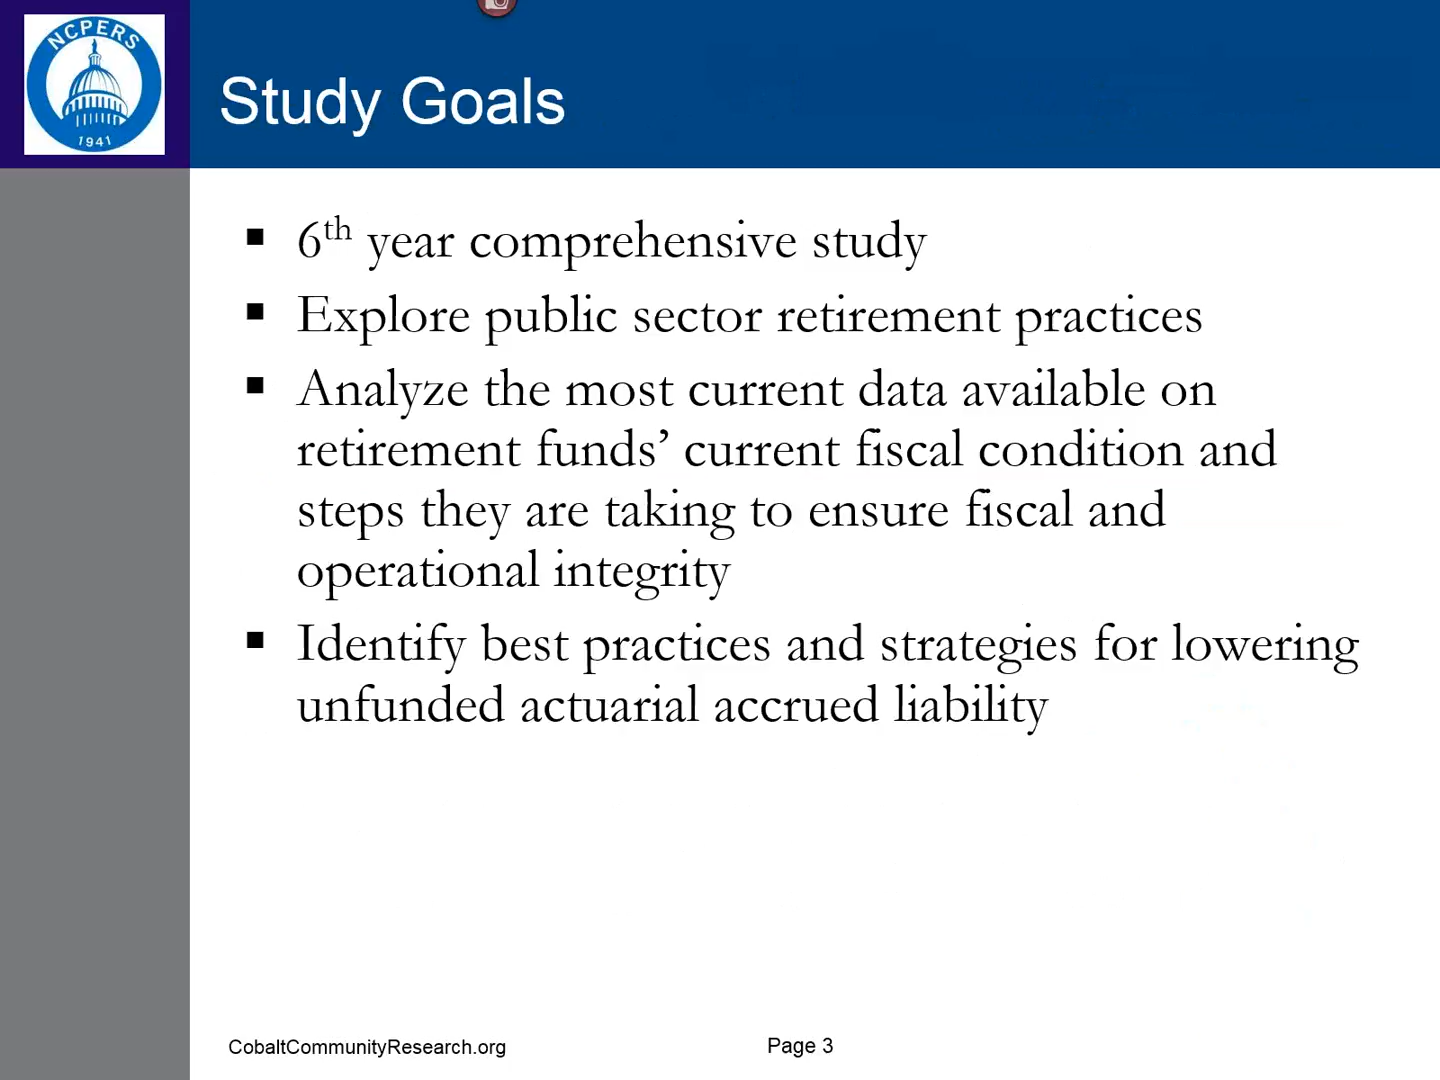 NCPERS
1941
Study Goals
▪ 6th year comprehensive study
▪ Explore public sector retirement practices
▪ Analyze the most current data available on
retirement funds’ current fiscal condition and
steps they are taking to ensure fiscal and
operational integrity
▪ Identify best practices and strategies for lowering
unfunded actuarial accrued liability
CobaltCommunityResearch.org
Page 3